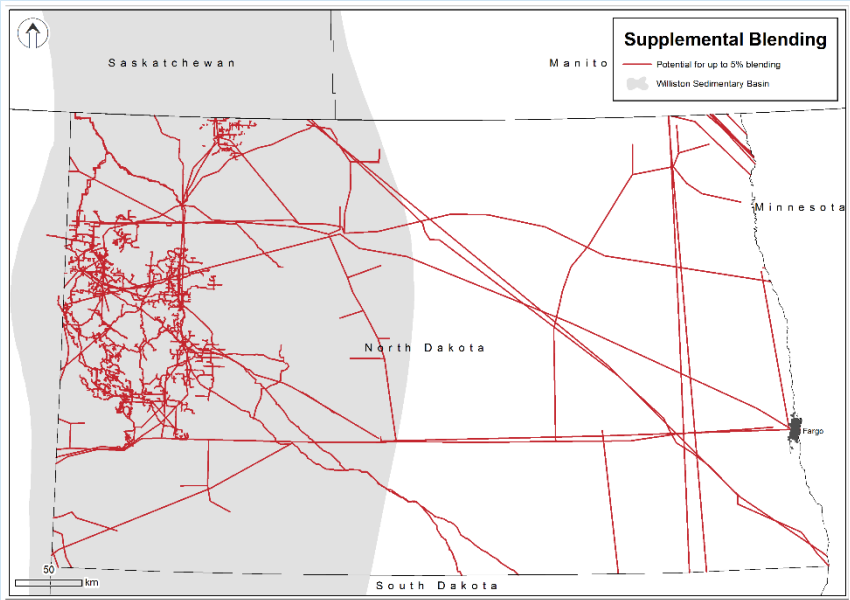 Supplemental Blending
Potential for up to 5% blending
Williston Sedimentary Basin
Saskatchewan
Manito
Minnesota
North Dakota
Fargo
50
km
South Dakota